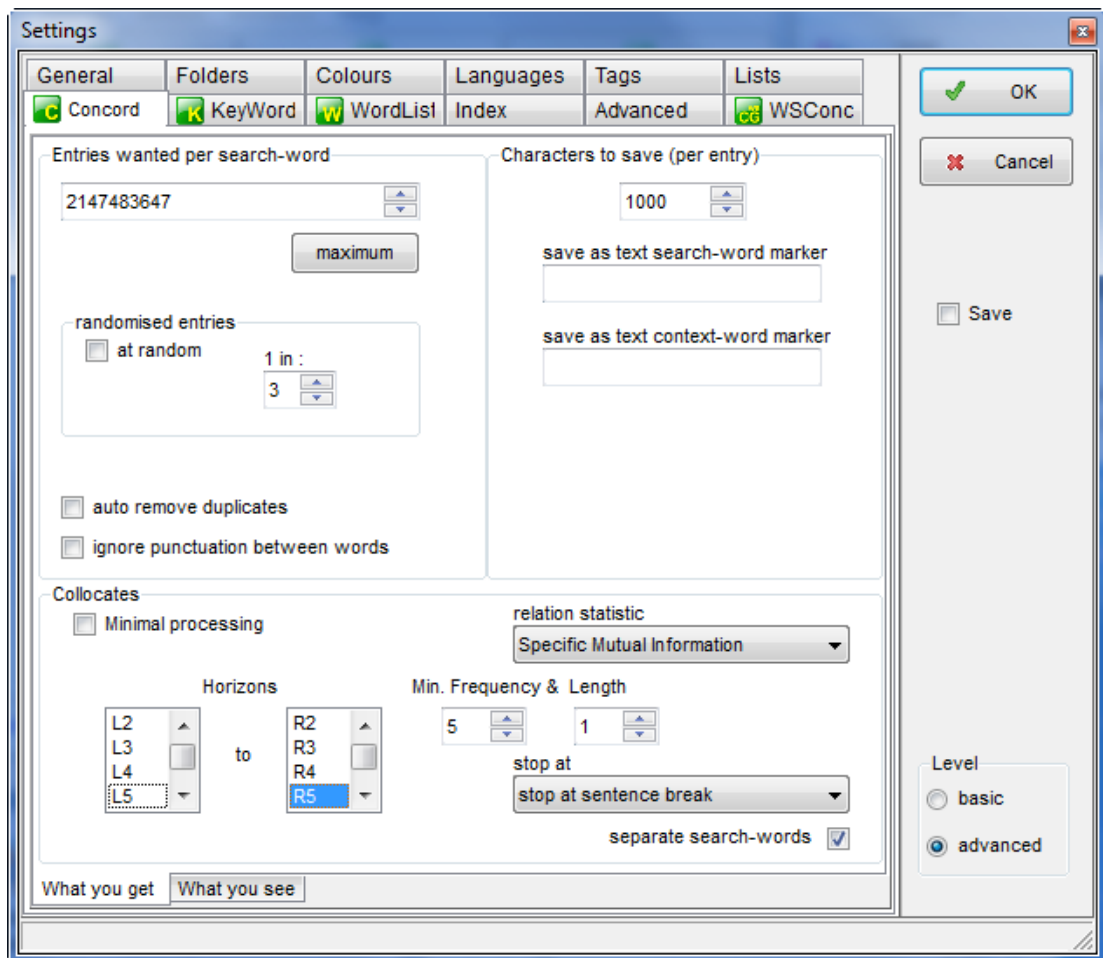 Settings
General Folders Colours Languages Tags Lists
C Concord K KeyWord W WordList Index Advanced CG WSConc
OK
Cancel
Entries wanted per search-word
2147483647
maximum
randomised entries
at random
1 in :
3
auto remove duplicates
ignore punctuation between words
Characters to save (per entry)
1000
save as text search-word marker
save as text context-word marker
Save
Collocates
Minimal processing
relation statistic
Specific Mutual Information
Horizons
L2
L3
L4
L5
to
R2
R3
R4
R5
Min. Frequency & Length
5 1
stop at
stop at sentence break
separate search-words
Level
basic
advanced
What you get What you see